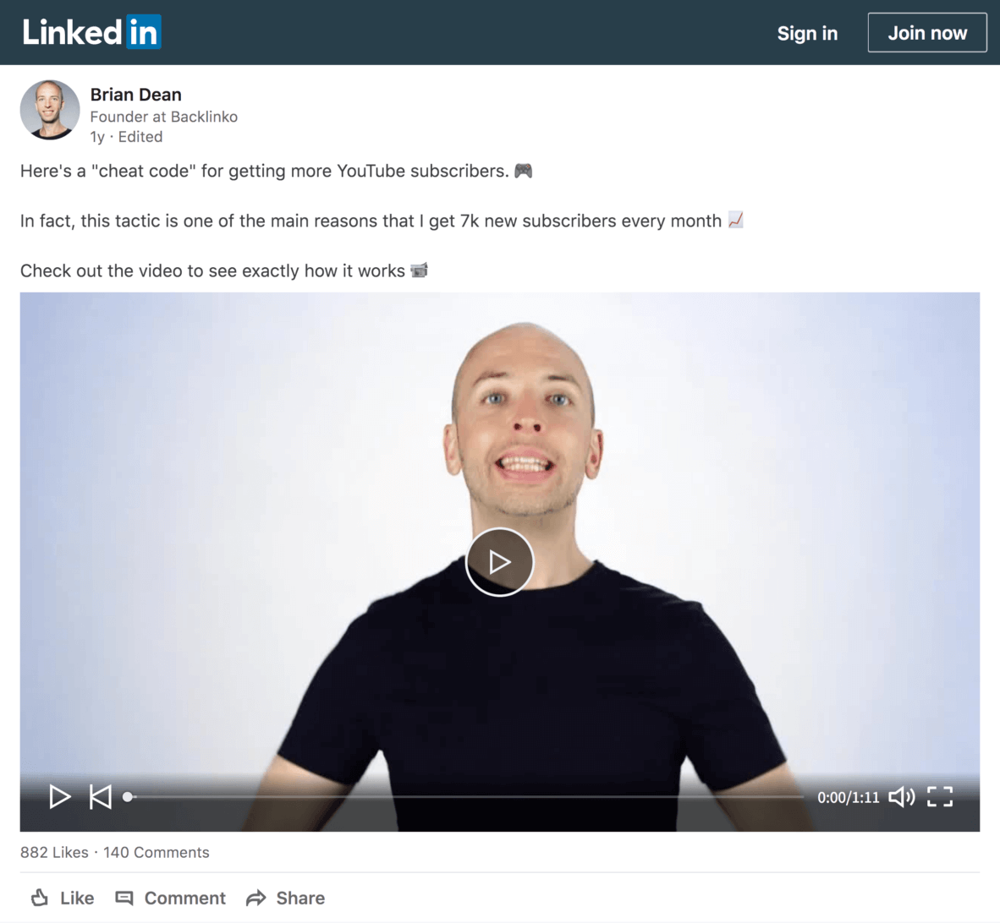 Linked in
Sign in
Join now
Brian Dean
Founder at Backlinko
1y · Edited
Here's a "cheat code" for getting more YouTube subscribers. 🎮
In fact, this tactic is one of the main reasons that I get 7k new subscribers every month 📈
Check out the video to see exactly how it works 📹
0:00/1:11
882 Likes · 140 Comments
Like
Comment
Share